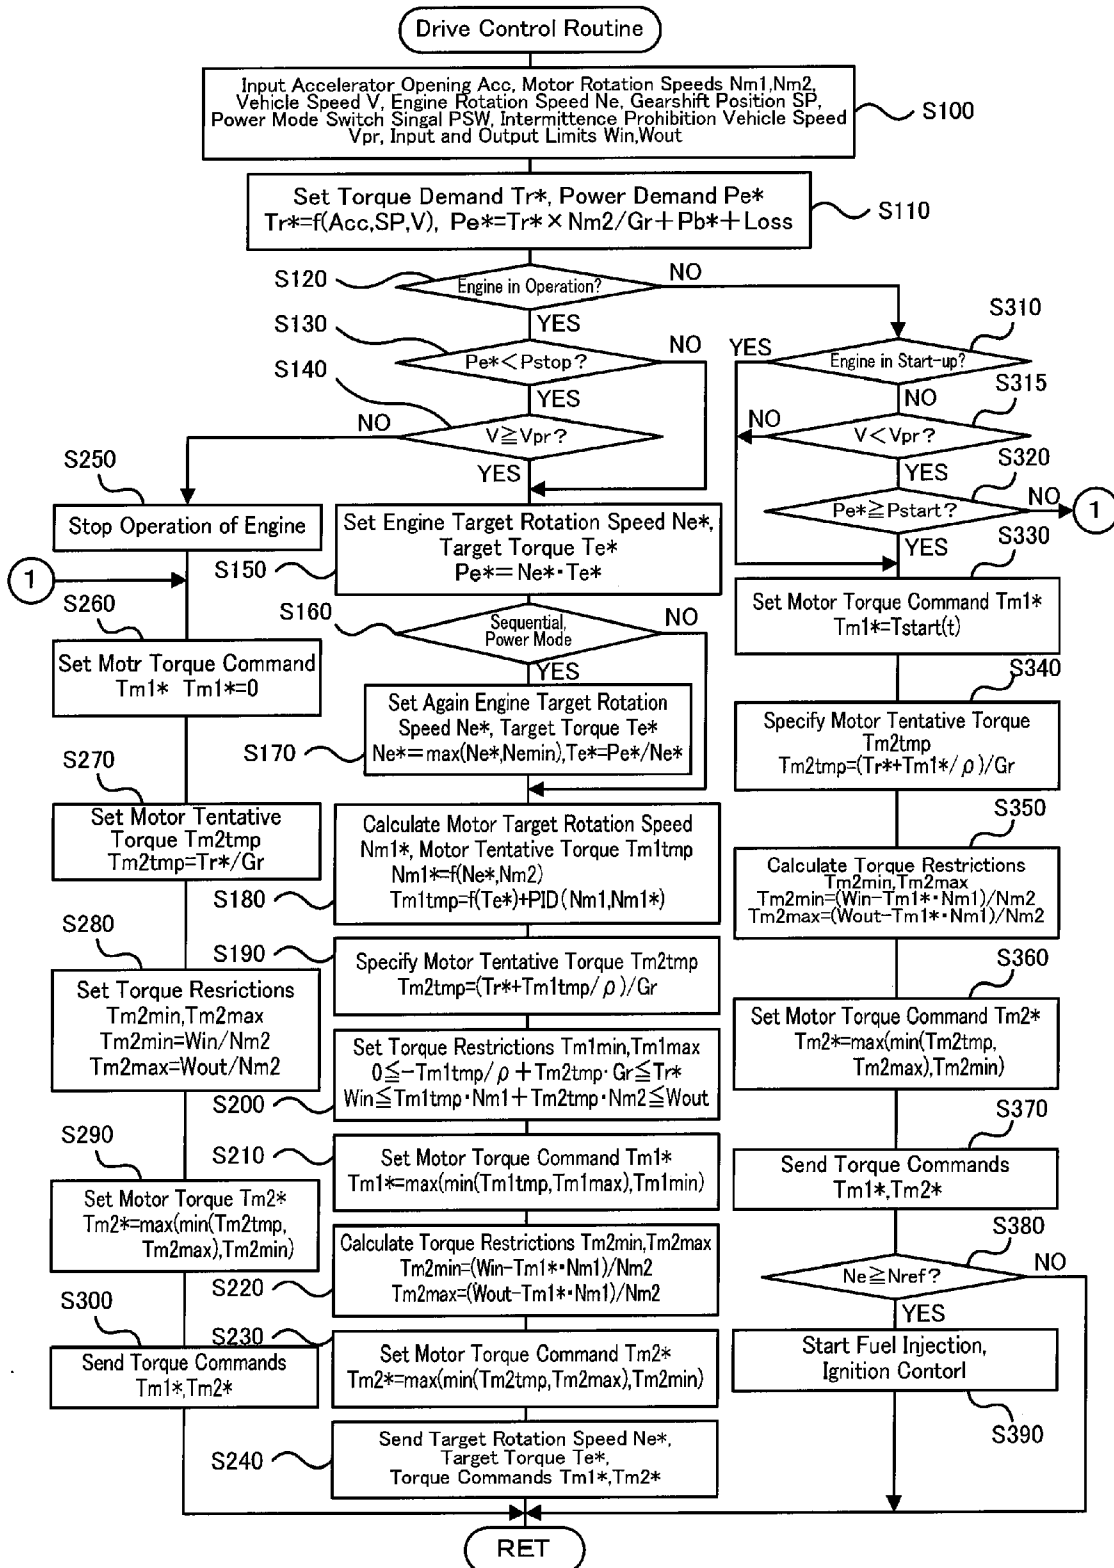 Drive Control Routine
Input Accelerator Opening Acc, Motor Rotation Speeds Nm1,Nm2,
Vehicle Speed V, Engine Rotation Speed Ne, Gearshift Position SP,
Power Mode Switch Singal PSW, Intermittence Prohibition Vehicle Speed
Vpr, Input and Output Limits Win,Wout
S100
Set Torque Demand Tr*, Power Demand Pe*
Tr*=f(Acc,SP,V), Pe*=Tr*×Nm2/Gr+Pb*+Loss
S110
S120
Engine in Operation?
NO
YES
S130
Pe*<Pstop?
NO
YES
S140
V≧Vpr?
NO
YES
S310
Engine in Start-up?
YES
NO
S315
V<Vpr?
NO
YES
S320
Pe*≧Pstart?
NO
1
YES
S250
Stop Operation of Engine
1
S260
Set Motr Torque Command
Tm1* Tm1*=0
S270
Set Motor Tentative
Torque Tm2tmp
Tm2tmp=Tr*/Gr
S280
Set Torque Resrictions
Tm2min,Tm2max
Tm2min=Win/Nm2
Tm2max=Wout/Nm2
S290
Set Motor Torque Tm2*
Tm2*=max(min(Tm2tmp,
Tm2max),Tm2min)
S300
Send Torque Commands
Tm1*,Tm2*
Set Engine Target Rotation Speed Ne*,
Target Torque Te*
Pe*=Ne*･Te*
S150
S160
Sequential,
Power Mode
NO
YES
Set Again Engine Target Rotation
Speed Ne*, Target Torque Te*
Ne*=max(Ne*,Nemin),Te*=Pe*/Ne*
S170
Calculate Motor Target Rotation Speed
Nm1*, Motor Tentative Torque Tm1tmp
Nm1*=f(Ne*,Nm2)
Tm1tmp=f(Te*)+PID(Nm1,Nm1*)
S180
S190
Specify Motor Tentative Torque Tm2tmp
Tm2tmp=(Tr*+Tm1tmp/ρ)/Gr
Set Torque Restrictions Tm1min,Tm1max
0≦-Tm1tmp/ρ+Tm2tmp･Gr≦Tr*
Win≦Tm1tmp･Nm1+Tm2tmp･Nm2≦Wout
S200
S210
Set Motor Torque Command Tm1*
Tm1*=max(min(Tm1tmp,Tm1max),Tm1min)
Calculate Torque Restrictions Tm2min,Tm2max
Tm2min=(Win-Tm1*･Nm1)/Nm2
Tm2max=(Wout-Tm1*･Nm1)/Nm2
S220
S230
Set Motor Torque Command Tm2*
Tm2*=max(min(Tm2tmp,Tm2max),Tm2min)
S240
Send Target Rotation Speed Ne*,
Target Torque Te*,
Torque Commands Tm1*,Tm2*
S330
Set Motor Torque Command Tm1*
Tm1*=Tstart(t)
S340
Specify Motor Tentative Torque
Tm2tmp
Tm2tmp=(Tr*+Tm1*/ρ)/Gr
S350
Calculate Torque Restrictions
Tm2min,Tm2max
Tm2min=(Win-Tm1*･Nm1)/Nm2
Tm2max=(Wout-Tm1*･Nm1)/Nm2
S360
Set Motor Torque Command Tm2*
Tm2*=max(min(Tm2tmp,
Tm2max),Tm2min)
S370
Send Torque Commands
Tm1*,Tm2*
S380
Ne≧Nref?
NO
YES
Start Fuel Injection,
Ignition Contorl
S390
RET